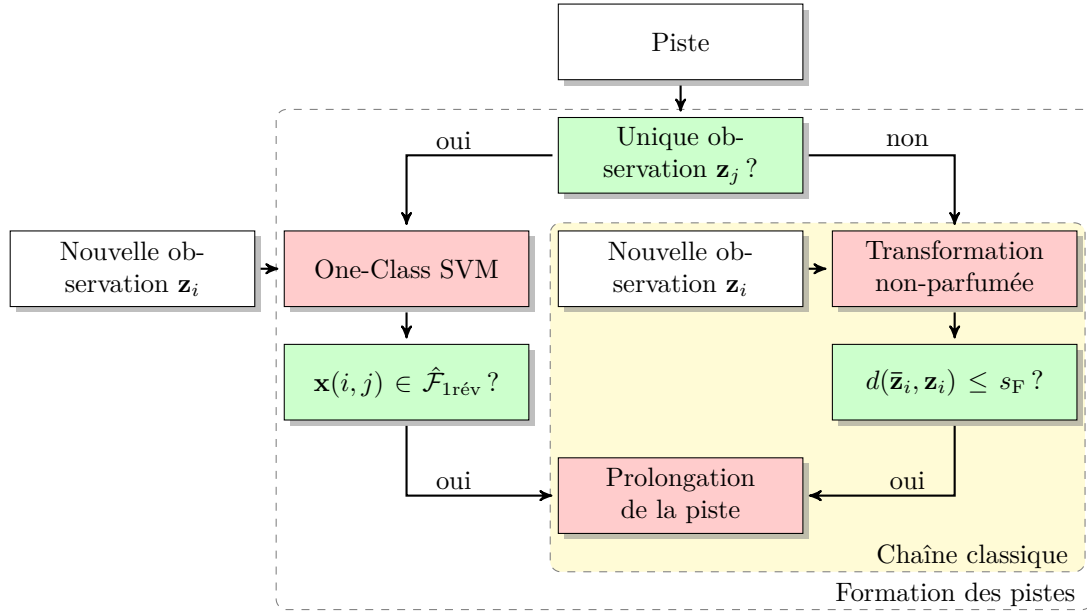 Piste
Unique ob-
servation z_j ?
oui
non
Nouvelle ob-
servation z_i
One-Class SVM
Nouvelle ob-
servation z_i
Transformation
non-parfumée
x(i, j) ∈ F̂_1rév ?
d(z̄_i, z_i) ≤ s_F ?
oui
Prolongation
de la piste
oui
Chaîne classique
Formation des pistes